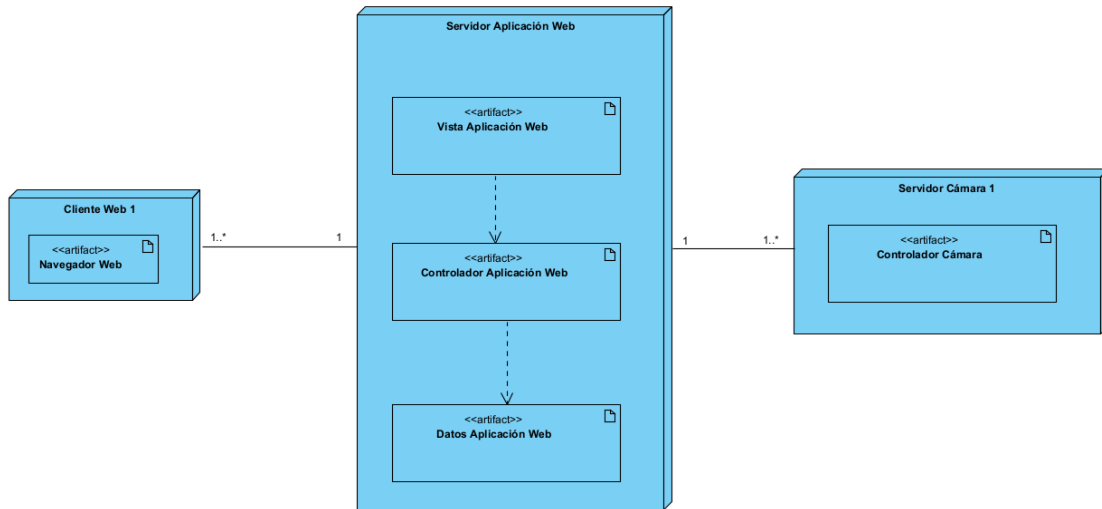 Servidor Aplicación Web
<<artifact>>
Vista Aplicación Web
Cliente Web 1
<<artifact>>
Navegador Web
1..*
1
<<artifact>>
Controlador Aplicación Web
1
1..*
Servidor Cámara 1
<<artifact>>
Controlador Cámara
<<artifact>>
Datos Aplicación Web